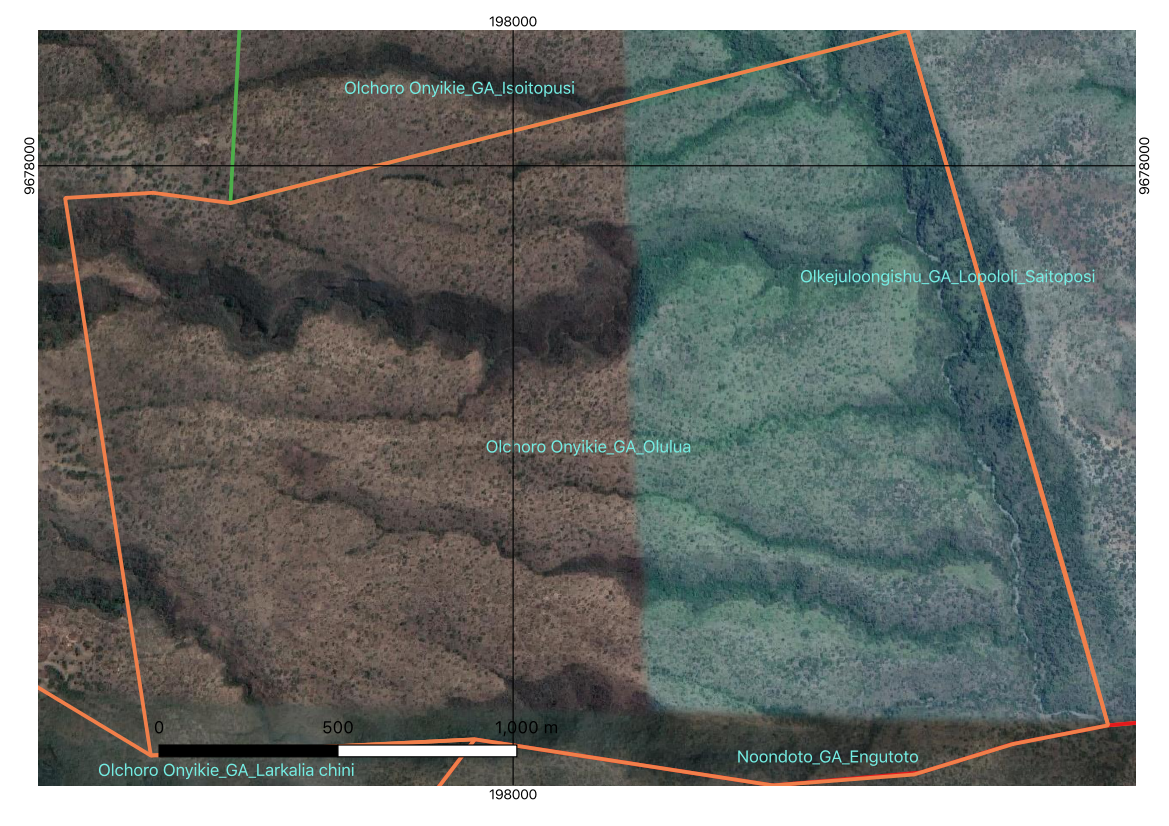 198000
Olchoro Onyikie_GA_Isoitopusi
9678000
9678000
Olkejuloongishu_GA_Lopololi_Saitoposi
Olchoro Onyikie_GA_Olulua
0 500 1,000 m
Noondoto_GA_Engutoto
Olchoro Onyikie_GA_Larkalia chini
198000